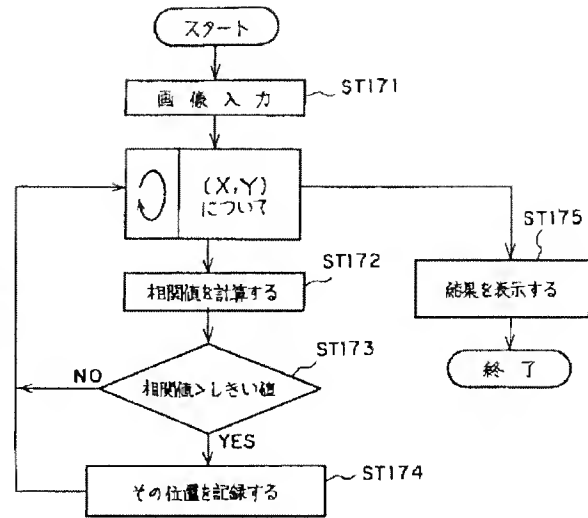 スタート
画像入力 ST171
(X,Y)
について
ST175
ST172
相関値を計算する
結果を表示する
ST173
NO 相関値>しきい値
終了
YES
ST174
その位置を記録する